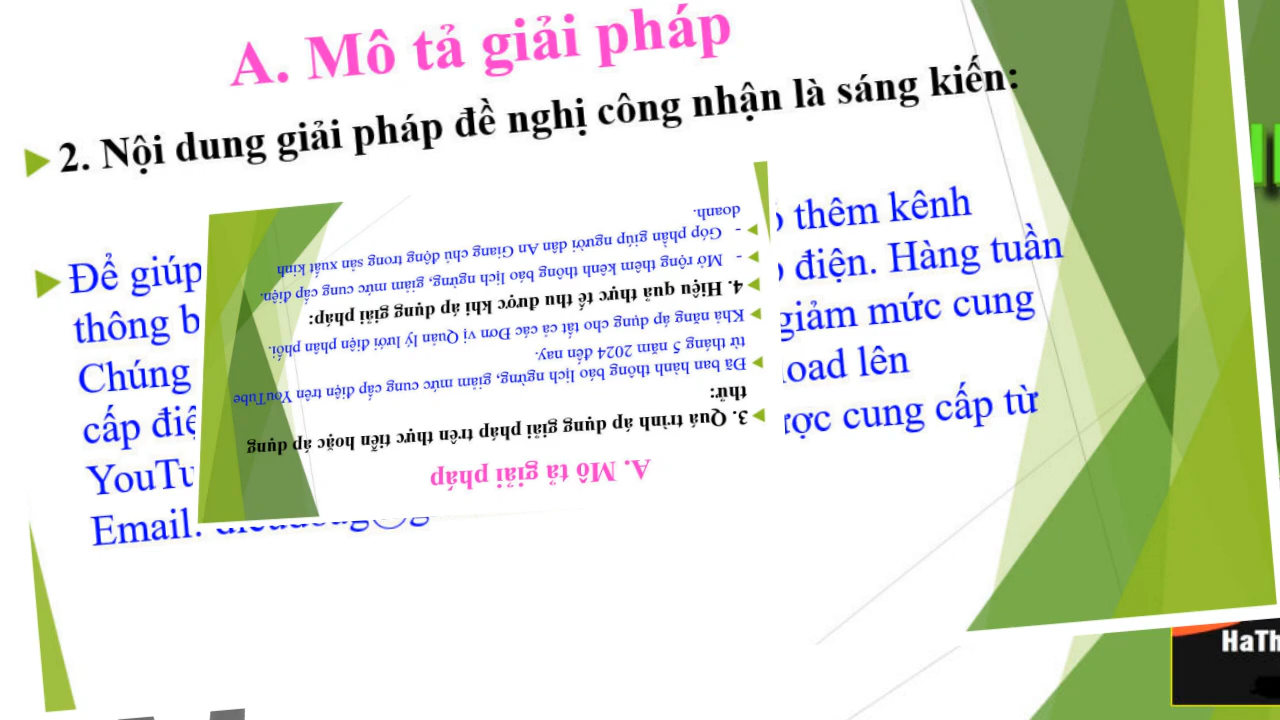 A. Mô tả giải pháp
2. Nội dung giải pháp đề nghị công nhận là sáng kiến:
Để giúp thêm kênh
thông điện. Hàng tuần
Chúng giảm mức cung
cấp lên
được cung cấp từ
Email:
A. Mô tả giải pháp
3. Quá trình áp dụng giải pháp trên thực tiễn hoặc áp dụng
thử:
Đã ban hành thông báo lịch ngừng, giảm mức cung cấp điện trên YouTube
từ tháng 5 năm 2024 đến nay.
Khả năng áp dụng cho tất cả các Đơn vị Quản lý lưới điện phân phối.
4. Hiệu quả thực tế thu được khi áp dụng giải pháp:
- Mở rộng thêm kênh thông báo lịch ngừng, giảm mức cung cấp điện.
- Góp phần giúp người dân An Giang chủ động trong sản xuất kinh
doanh.